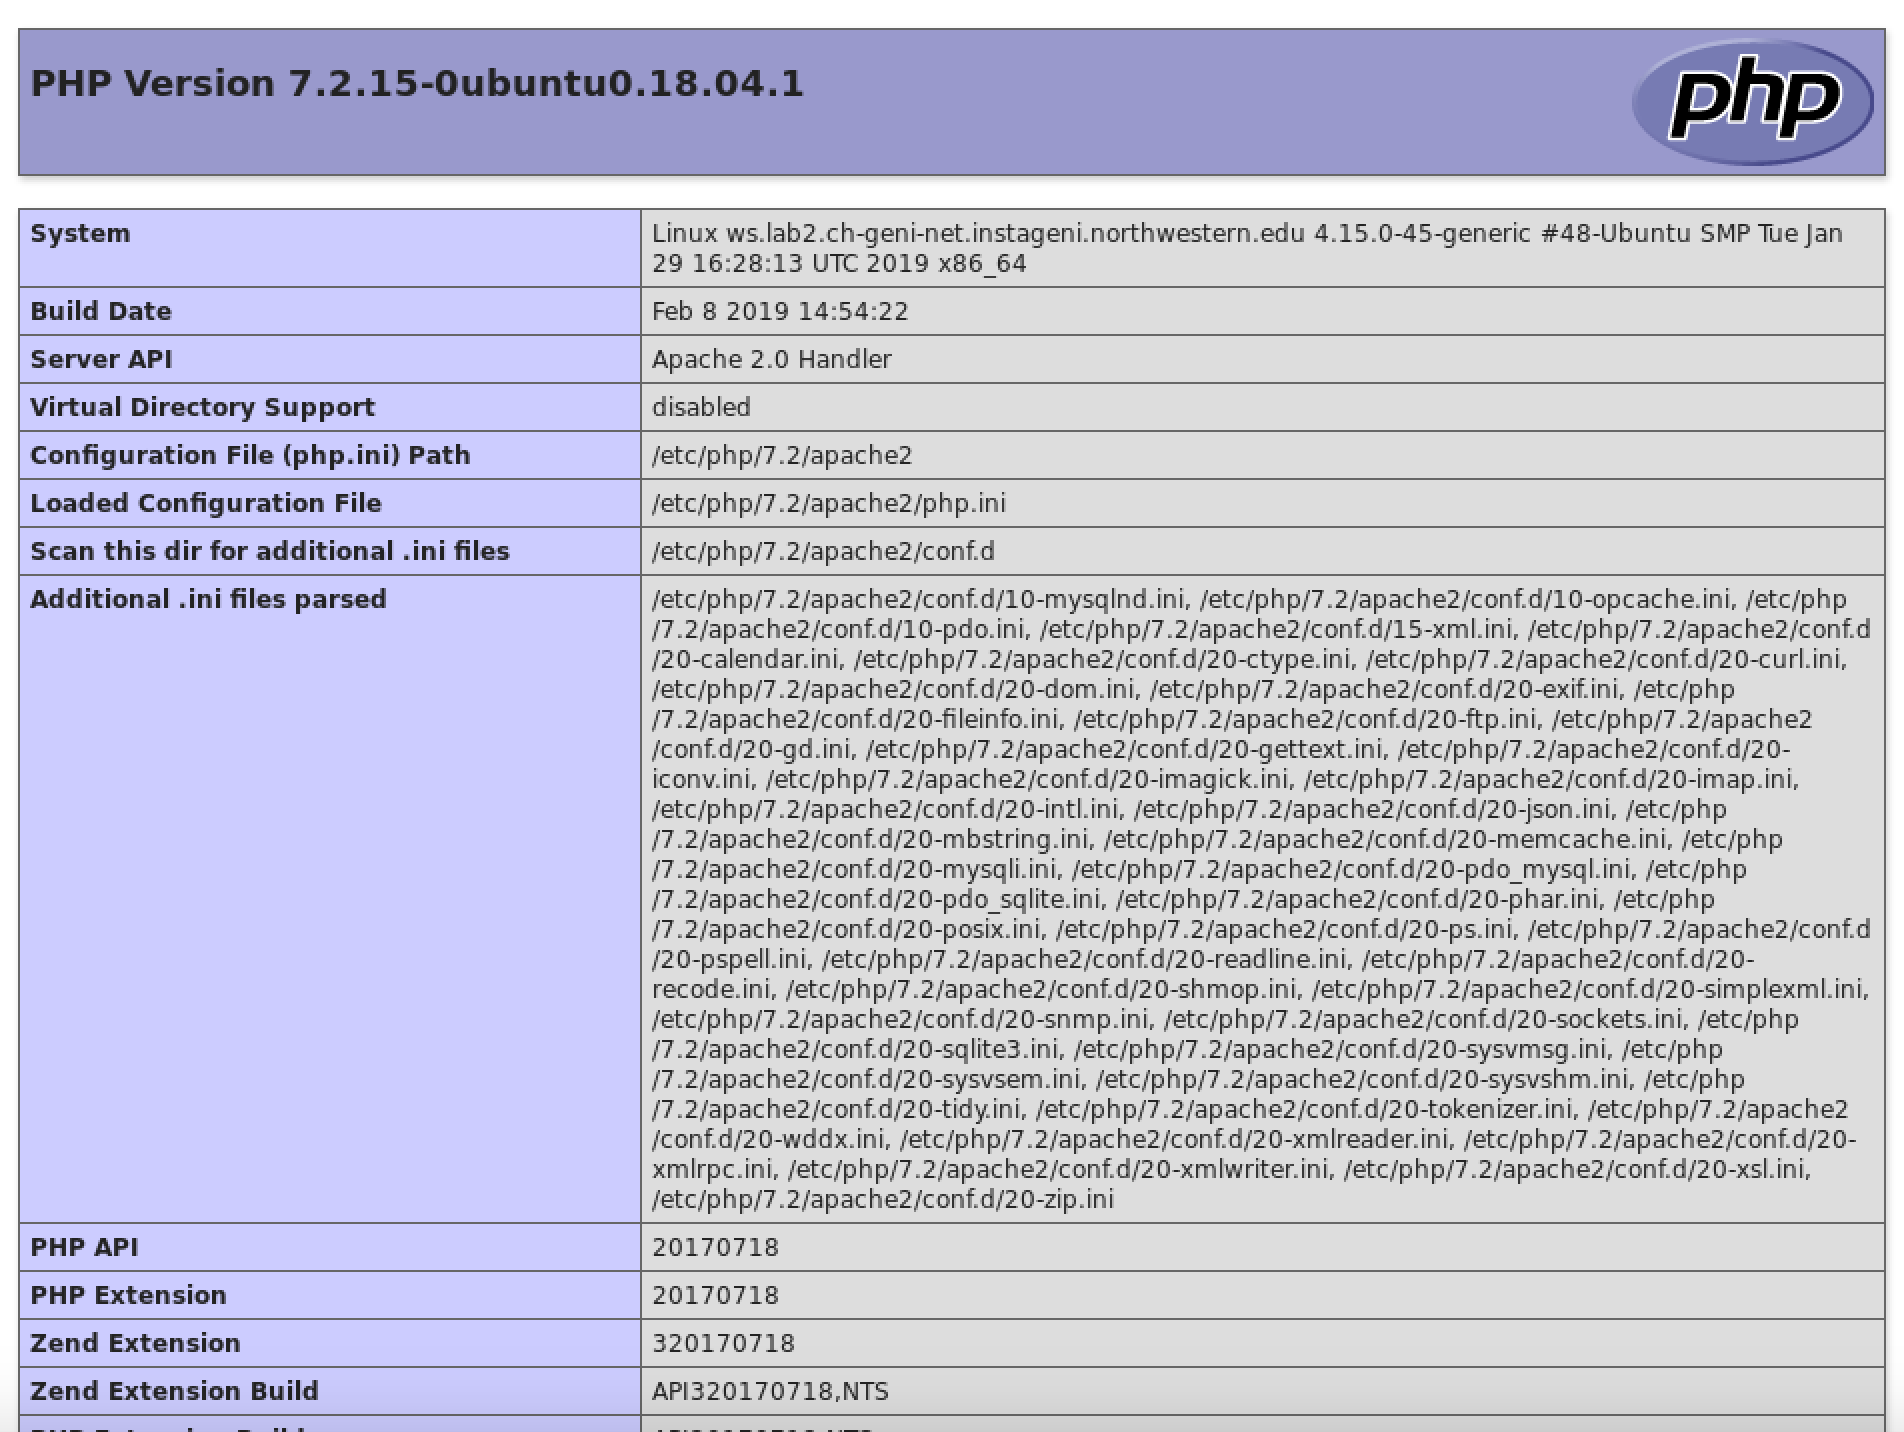 PHP Version 7.2.15-0ubuntu0.18.04.1
php
System
Linux ws.lab2.ch-geni-net.instageni.northwestern.edu 4.15.0-45-generic #48-Ubuntu SMP Tue Jan
29 16:28:13 UTC 2019 x86_64
Build Date
Feb 8 2019 14:54:22
Server API
Apache 2.0 Handler
Virtual Directory Support
disabled
Configuration File (php.ini) Path
/etc/php/7.2/apache2
Loaded Configuration File
/etc/php/7.2/apache2/php.ini
Scan this dir for additional .ini files
/etc/php/7.2/apache2/conf.d
Additional .ini files parsed
/etc/php/7.2/apache2/conf.d/10-mysqlnd.ini, /etc/php/7.2/apache2/conf.d/10-opcache.ini, /etc/php
/7.2/apache2/conf.d/10-pdo.ini, /etc/php/7.2/apache2/conf.d/15-xml.ini, /etc/php/7.2/apache2/conf.d
/20-calendar.ini, /etc/php/7.2/apache2/conf.d/20-ctype.ini, /etc/php/7.2/apache2/conf.d/20-curl.ini,
/etc/php/7.2/apache2/conf.d/20-dom.ini, /etc/php/7.2/apache2/conf.d/20-exif.ini, /etc/php
/7.2/apache2/conf.d/20-fileinfo.ini, /etc/php/7.2/apache2/conf.d/20-ftp.ini, /etc/php/7.2/apache2
/conf.d/20-gd.ini, /etc/php/7.2/apache2/conf.d/20-gettext.ini, /etc/php/7.2/apache2/conf.d/20-
iconv.ini, /etc/php/7.2/apache2/conf.d/20-imagick.ini, /etc/php/7.2/apache2/conf.d/20-imap.ini,
/etc/php/7.2/apache2/conf.d/20-intl.ini, /etc/php/7.2/apache2/conf.d/20-json.ini, /etc/php
/7.2/apache2/conf.d/20-mbstring.ini, /etc/php/7.2/apache2/conf.d/20-memcache.ini, /etc/php
/7.2/apache2/conf.d/20-mysqli.ini, /etc/php/7.2/apache2/conf.d/20-pdo_mysql.ini, /etc/php
/7.2/apache2/conf.d/20-pdo_sqlite.ini, /etc/php/7.2/apache2/conf.d/20-phar.ini, /etc/php
/7.2/apache2/conf.d/20-posix.ini, /etc/php/7.2/apache2/conf.d/20-ps.ini, /etc/php/7.2/apache2/conf.d
/20-pspell.ini, /etc/php/7.2/apache2/conf.d/20-readline.ini, /etc/php/7.2/apache2/conf.d/20-
recode.ini, /etc/php/7.2/apache2/conf.d/20-shmop.ini, /etc/php/7.2/apache2/conf.d/20-simplexml.ini,
/etc/php/7.2/apache2/conf.d/20-snmp.ini, /etc/php/7.2/apache2/conf.d/20-sockets.ini, /etc/php
/7.2/apache2/conf.d/20-sqlite3.ini, /etc/php/7.2/apache2/conf.d/20-sysvmsg.ini, /etc/php
/7.2/apache2/conf.d/20-sysvsem.ini, /etc/php/7.2/apache2/conf.d/20-sysvshm.ini, /etc/php
/7.2/apache2/conf.d/20-tidy.ini, /etc/php/7.2/apache2/conf.d/20-tokenizer.ini, /etc/php/7.2/apache2
/conf.d/20-wddx.ini, /etc/php/7.2/apache2/conf.d/20-xmlreader.ini, /etc/php/7.2/apache2/conf.d/20-
xmlrpc.ini, /etc/php/7.2/apache2/conf.d/20-xmlwriter.ini, /etc/php/7.2/apache2/conf.d/20-xsl.ini,
/etc/php/7.2/apache2/conf.d/20-zip.ini
PHP API
20170718
PHP Extension
20170718
Zend Extension
320170718
Zend Extension Build
API320170718,NTS